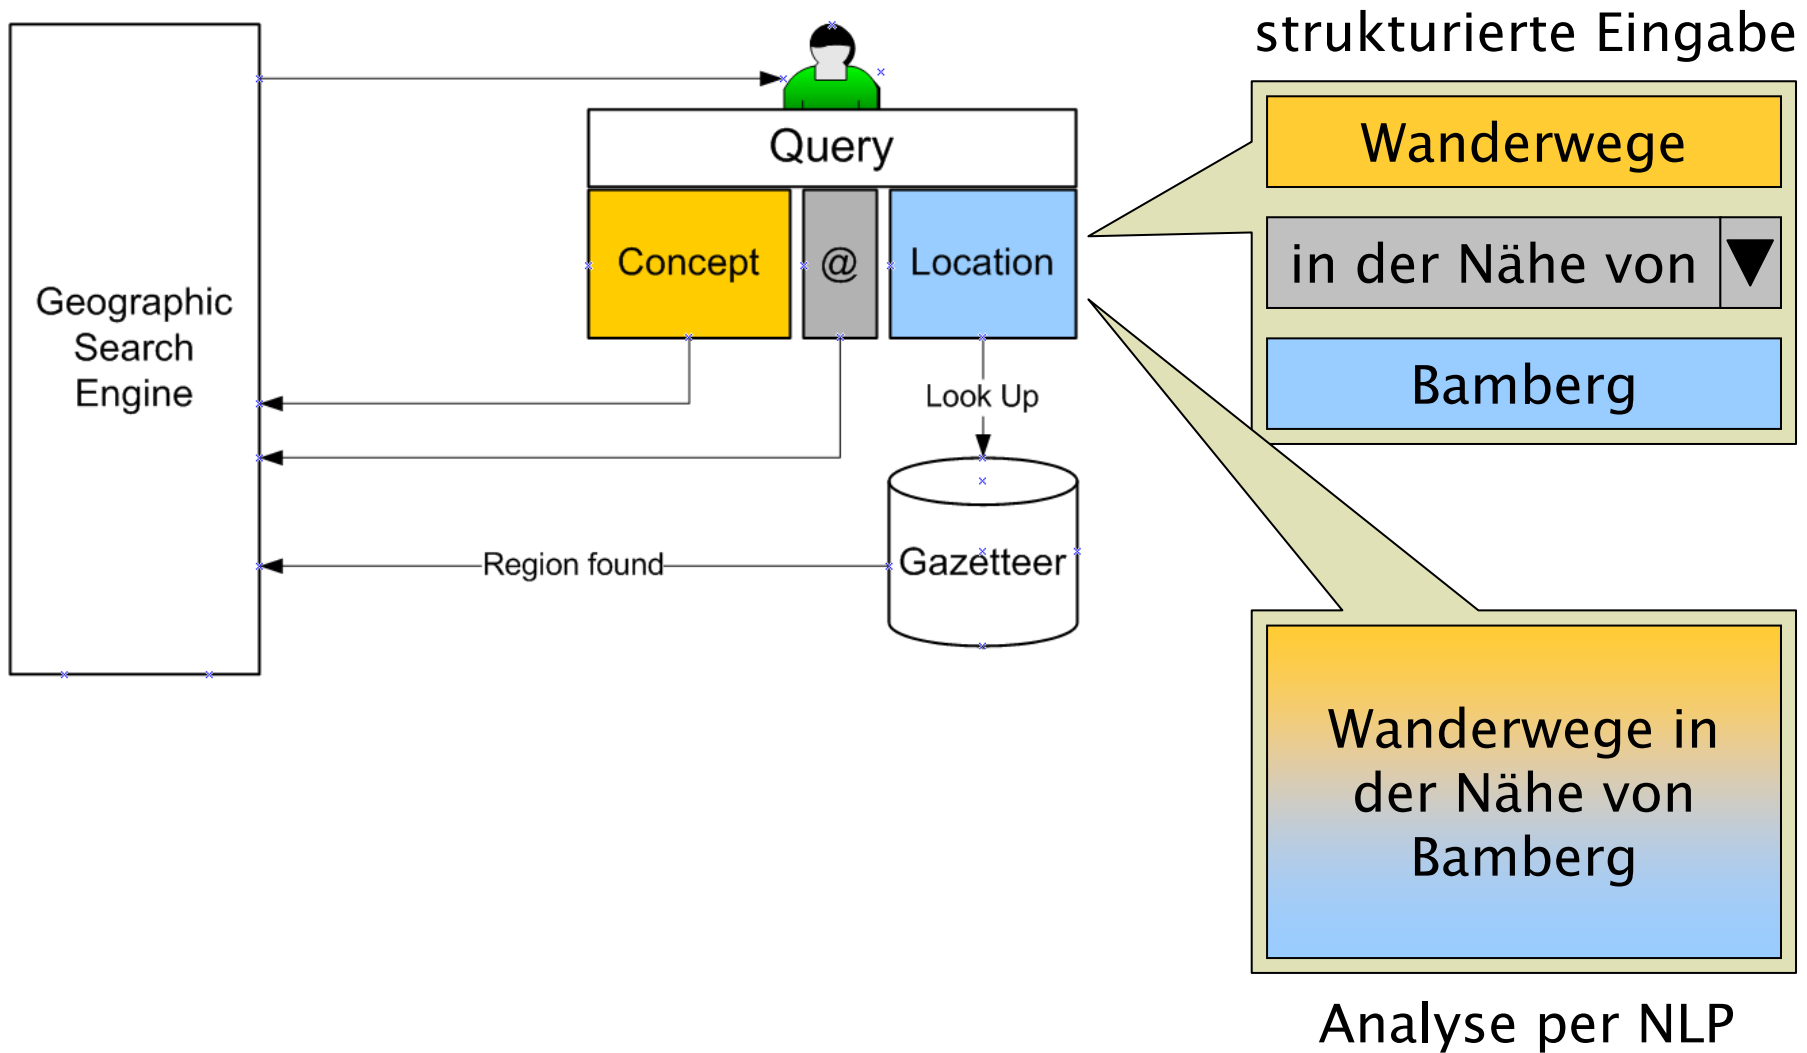 strukturierte Eingabe
Query
Concept
@
Location
Wanderwege
in der Nähe von
Bamberg
Geographic
Search
Engine
Look Up
Region found
Gazetteer
Wanderwege in
der Nähe von
Bamberg
Analyse per NLP